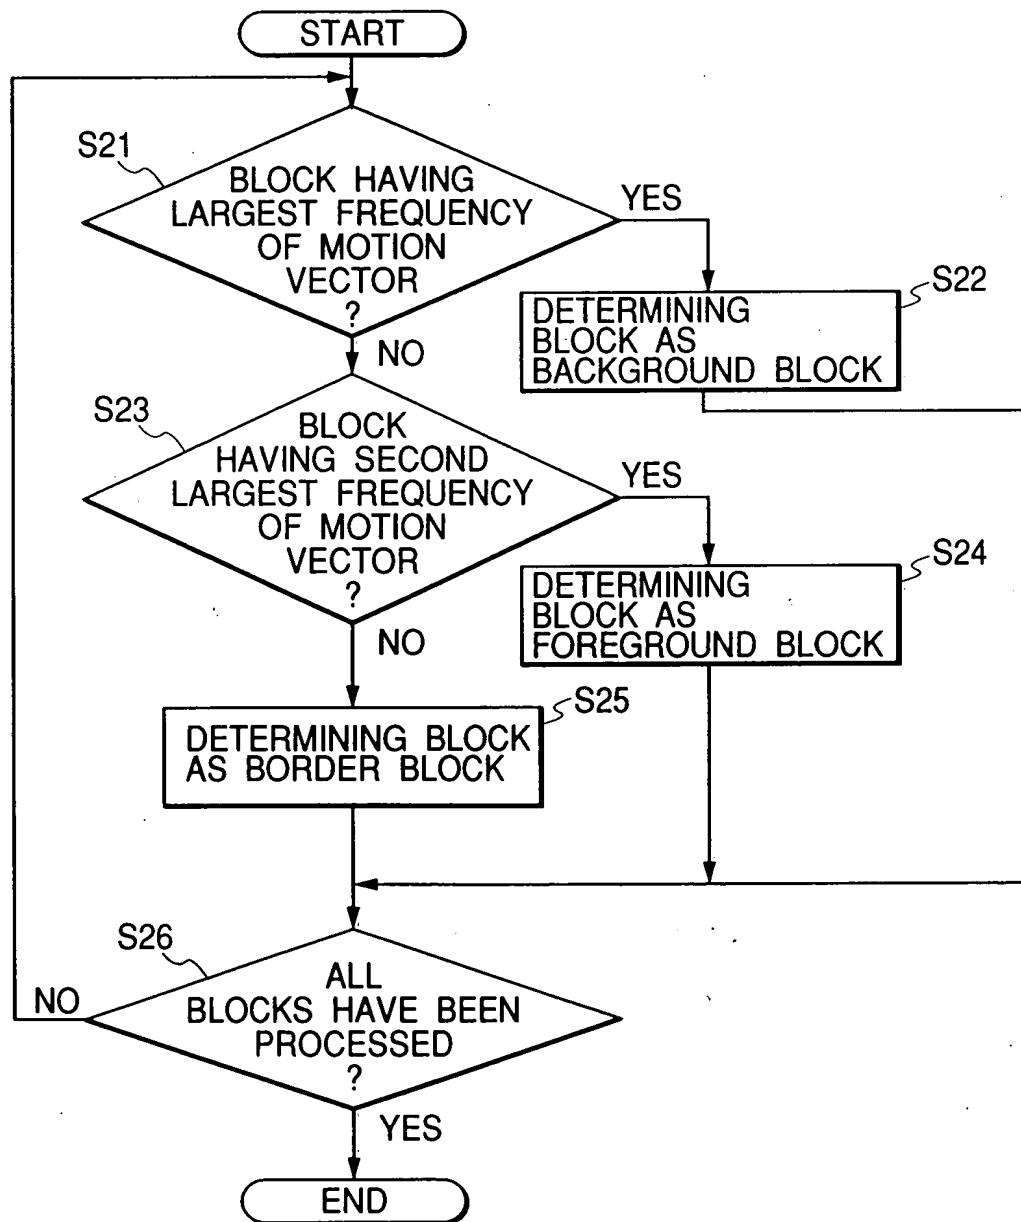 START
S21
BLOCK HAVING
LARGEST FREQUENCY
OF MOTION
VECTOR
?
YES
S22
DETERMINING
BLOCK AS
BACKGROUND BLOCK
NO
S23
BLOCK
HAVING SECOND
LARGEST FREQUENCY
OF MOTION
VECTOR
?
YES
S24
DETERMINING
BLOCK AS
FOREGROUND BLOCK
NO
S25
DETERMINING BLOCK
AS BORDER BLOCK
S26
ALL
BLOCKS HAVE BEEN
PROCESSED
?
NO
YES
END